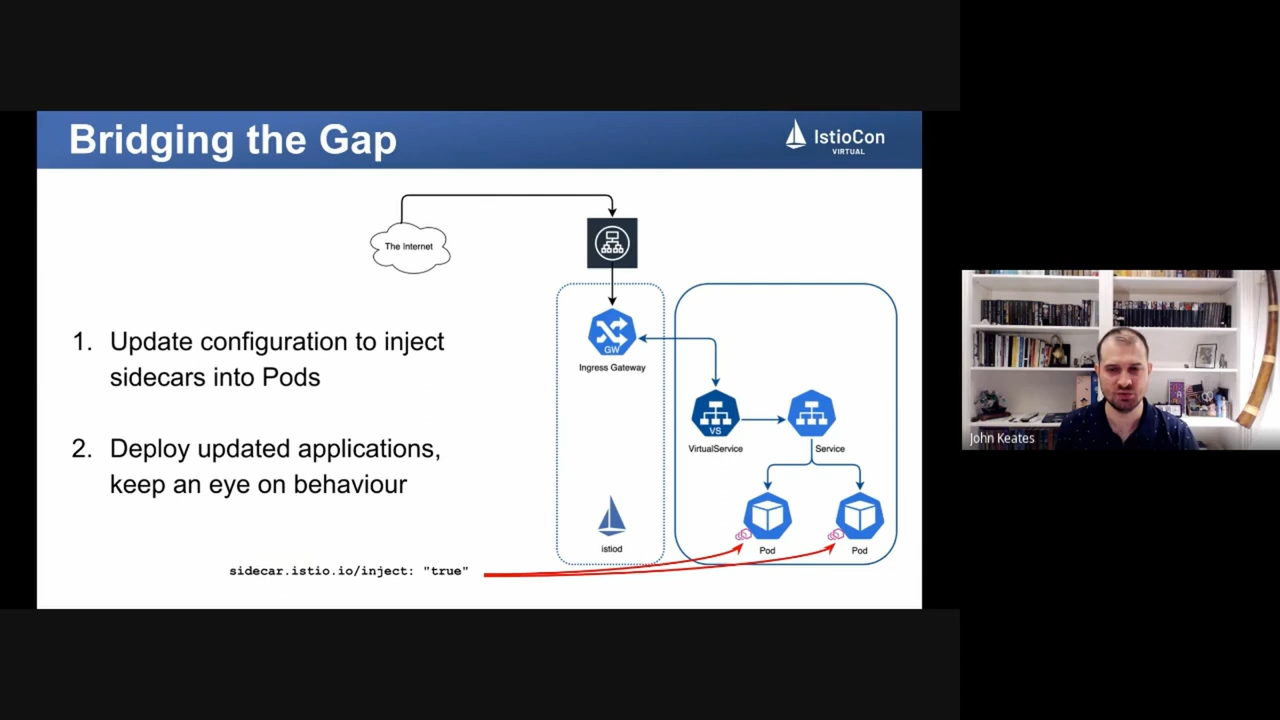 Bridging the Gap
IstioCon
VIRTUAL
The Internet
1. Update configuration to inject
sidecars into Pods
2. Deploy updated applications,
keep an eye on behaviour
GW
Ingress Gateway
VS
VirtualService
Service
istiod
Pod
Pod
sidecar.istio.io/inject: "true"
John Keates